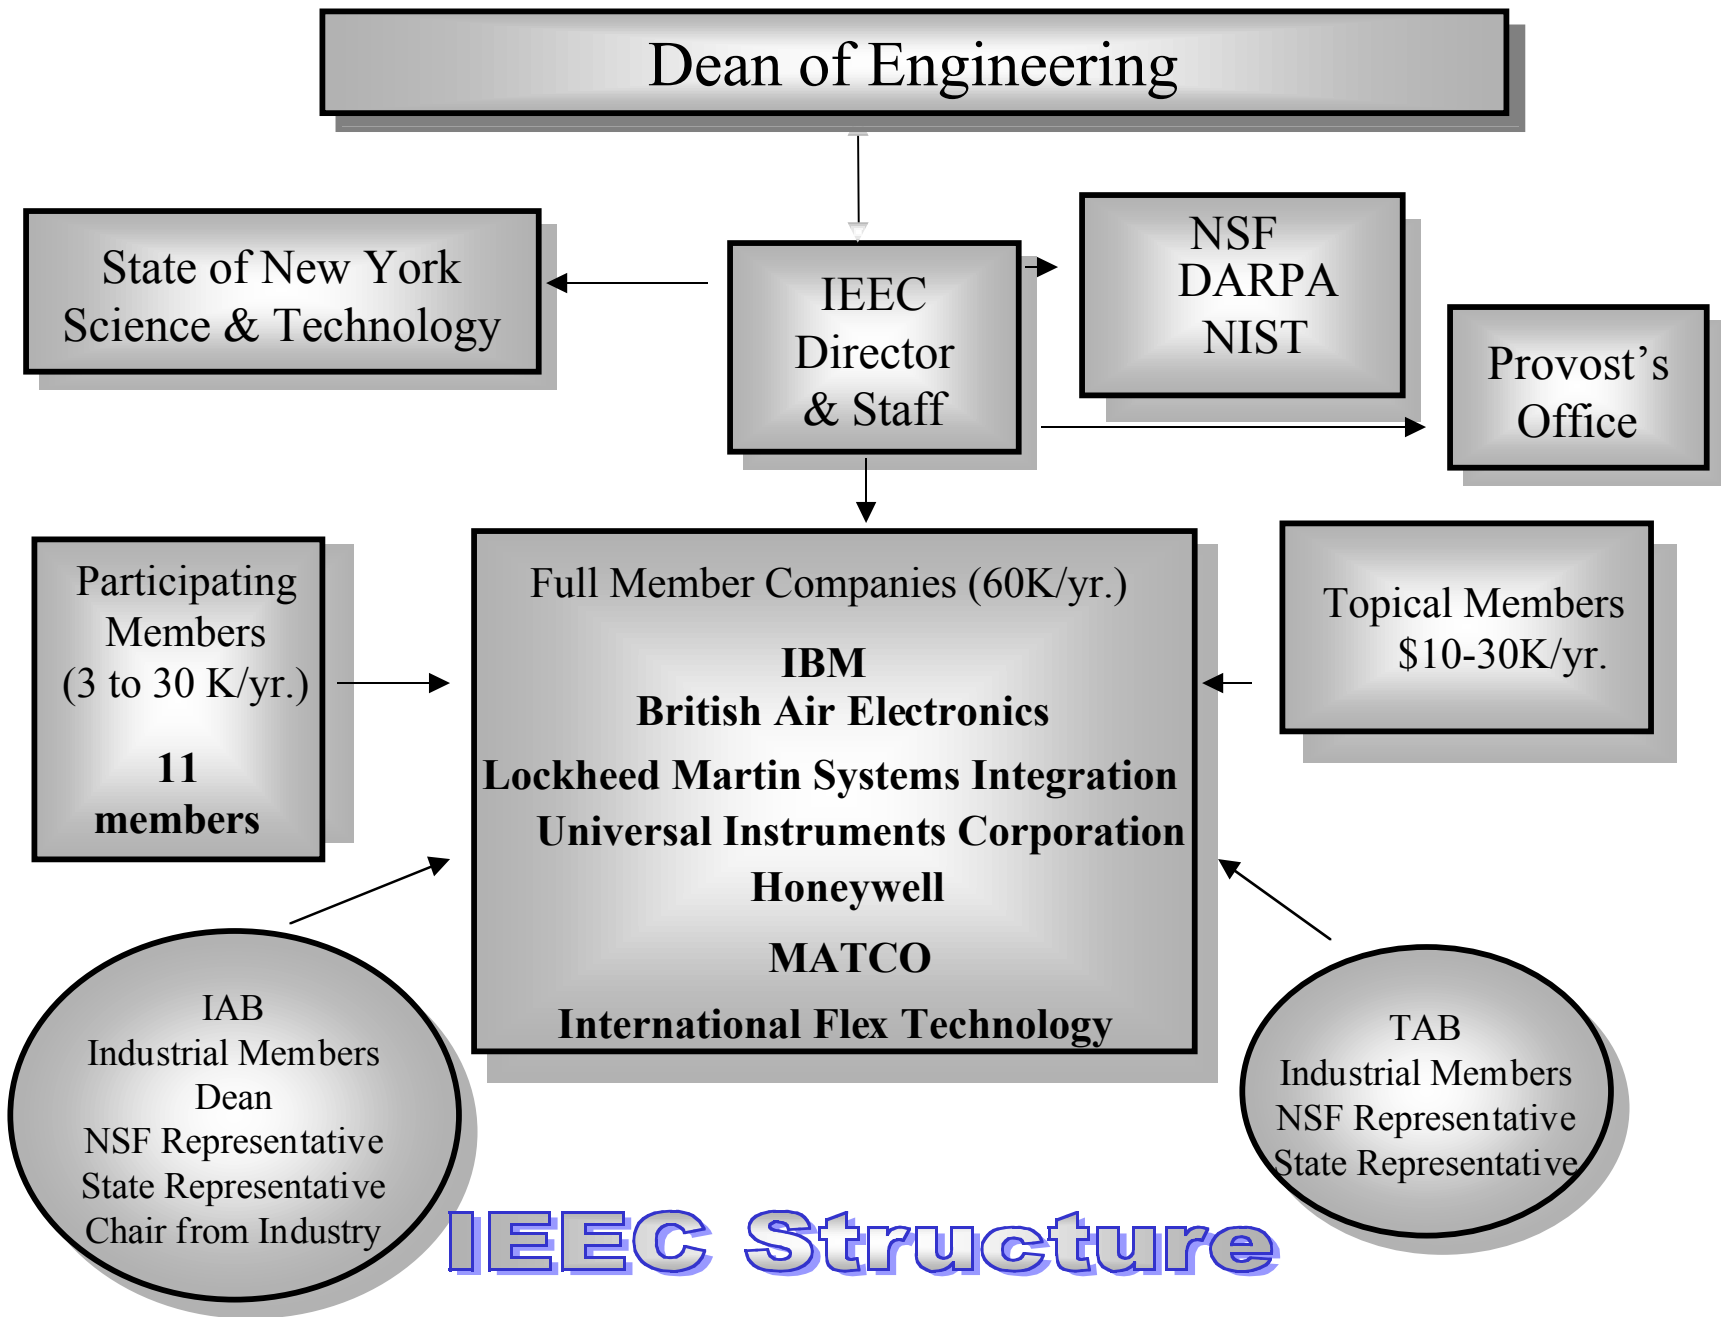 Dean of Engineering
State of New York
Science & Technology
IEEC
Director
& Staff
NSF
DARPA
NIST
Provost’s
Office
Participating
Members
(3 to 30 K/yr.)
11
members
Full Member Companies (60K/yr.)
IBM
British Air Electronics
Lockheed Martin Systems Integration
Universal Instruments Corporation
Honeywell
MATCO
International Flex Technology
Topical Members
$10-30K/yr.
IAB
Industrial Members
Dean
NSF Representative
State Representative
Chair from Industry
TAB
Industrial Members
NSF Representative
State Representative
IEEC Structure